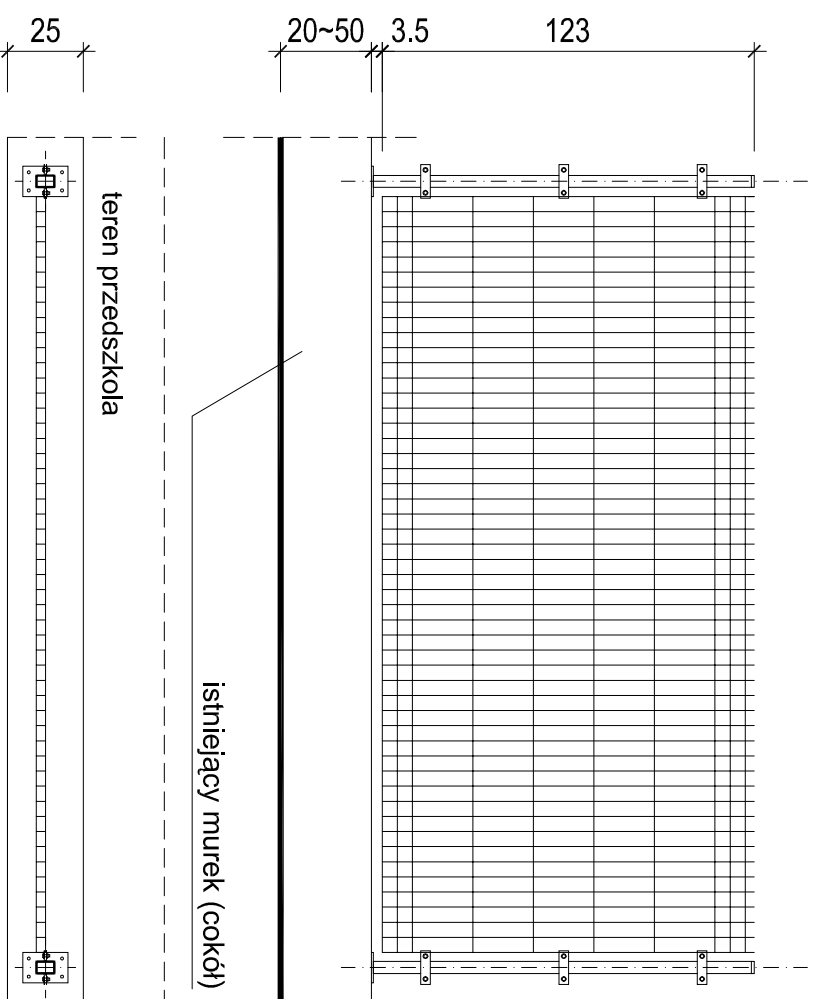 25
20~50
3.5
123
teren przedszkola
istniejący murek (cokół)